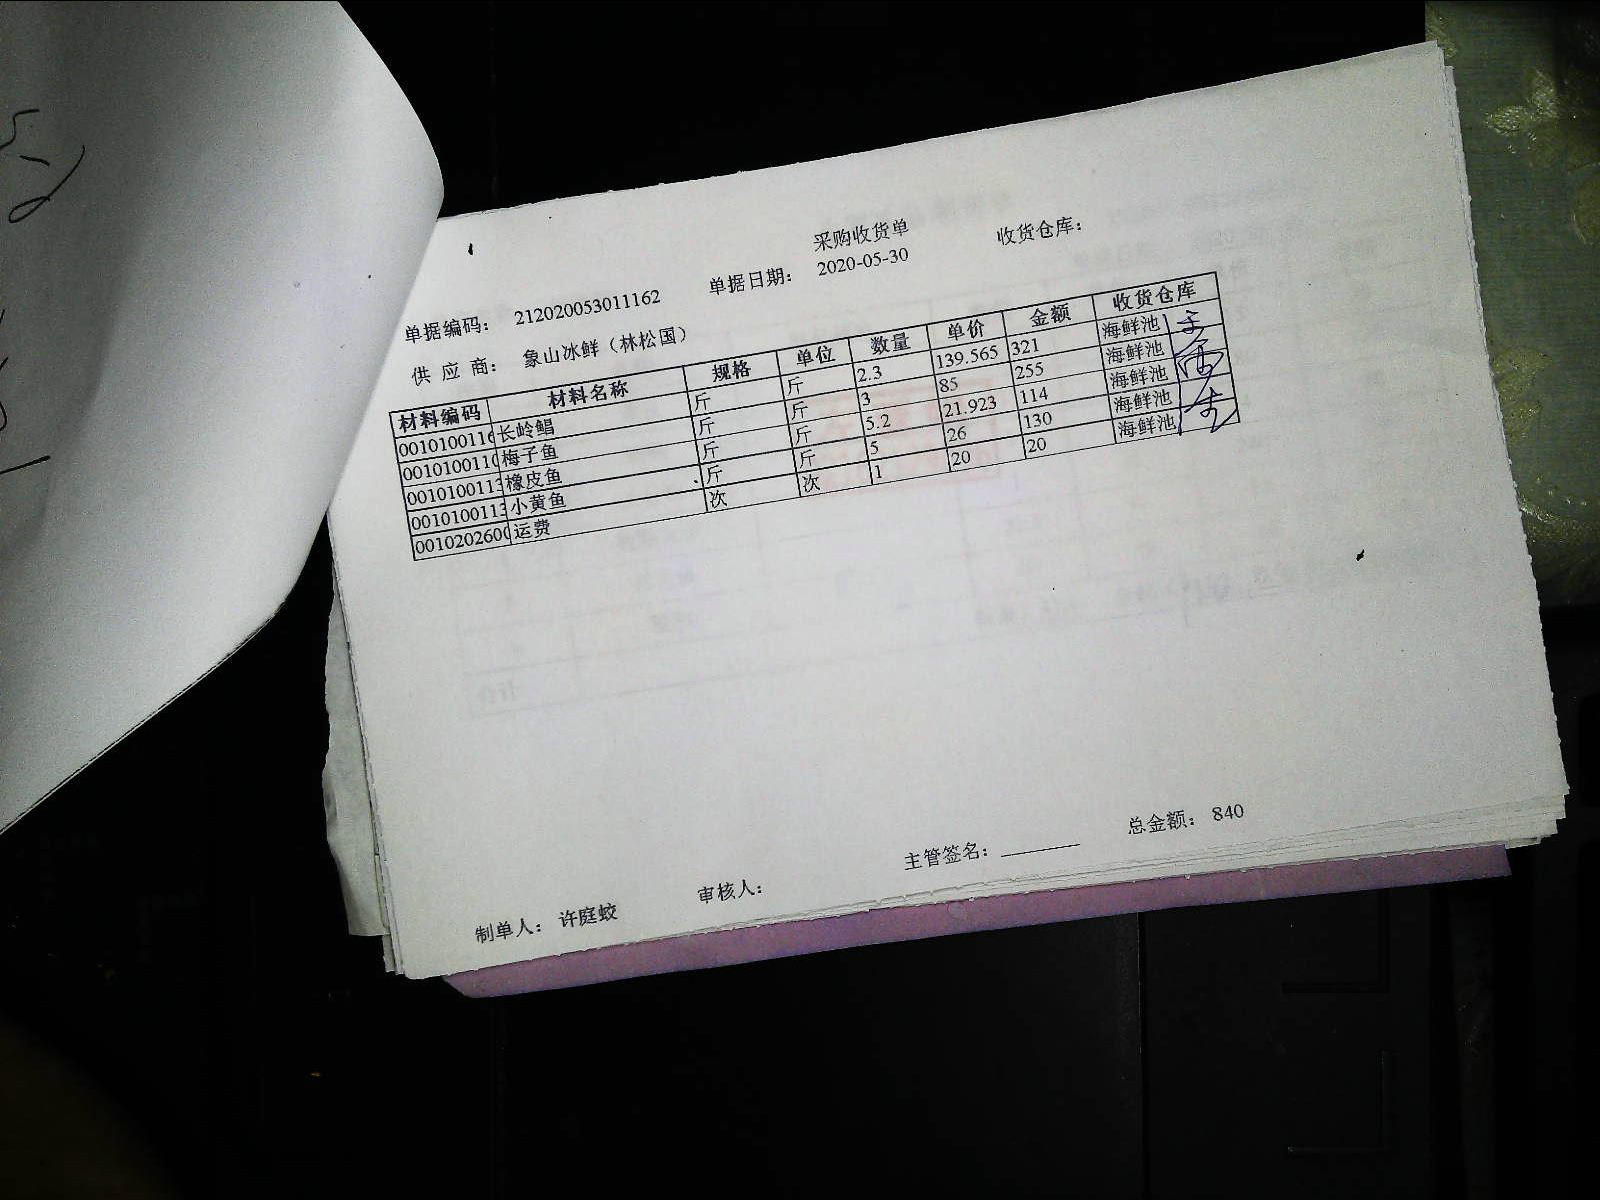 采购收货单
单据编码： 212020053011162 单据日期： 2020-05-30 收货仓库：
供 应 商： 象山冰鲜（林松国）
材料编码 材料名称 规格 单位 数量 单价 金额 收货仓库
001010011 长岭鲳 斤 斤 2.3 139.565 321 海鲜池
001010011 梅子鱼 斤 斤 3 85 255 海鲜池
001010011 橡皮鱼 斤 斤 5.2 21.923 114 海鲜池
001010011 小黄鱼 斤 斤 5 26 130 海鲜池
001020260 运费 次 次 1 20 20 海鲜池
制单人： 许庭蛟 审核人： 主管签名： 总金额： 840